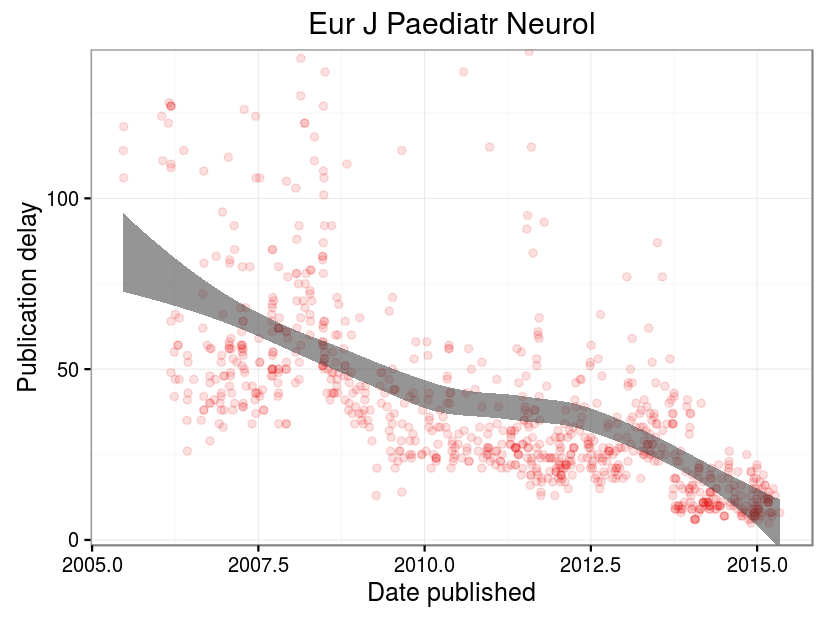 Eur J Paediatr Neurol
Publication delay
100
50
0
2005.0 2007.5 2010.0 2012.5 2015.0
Date published